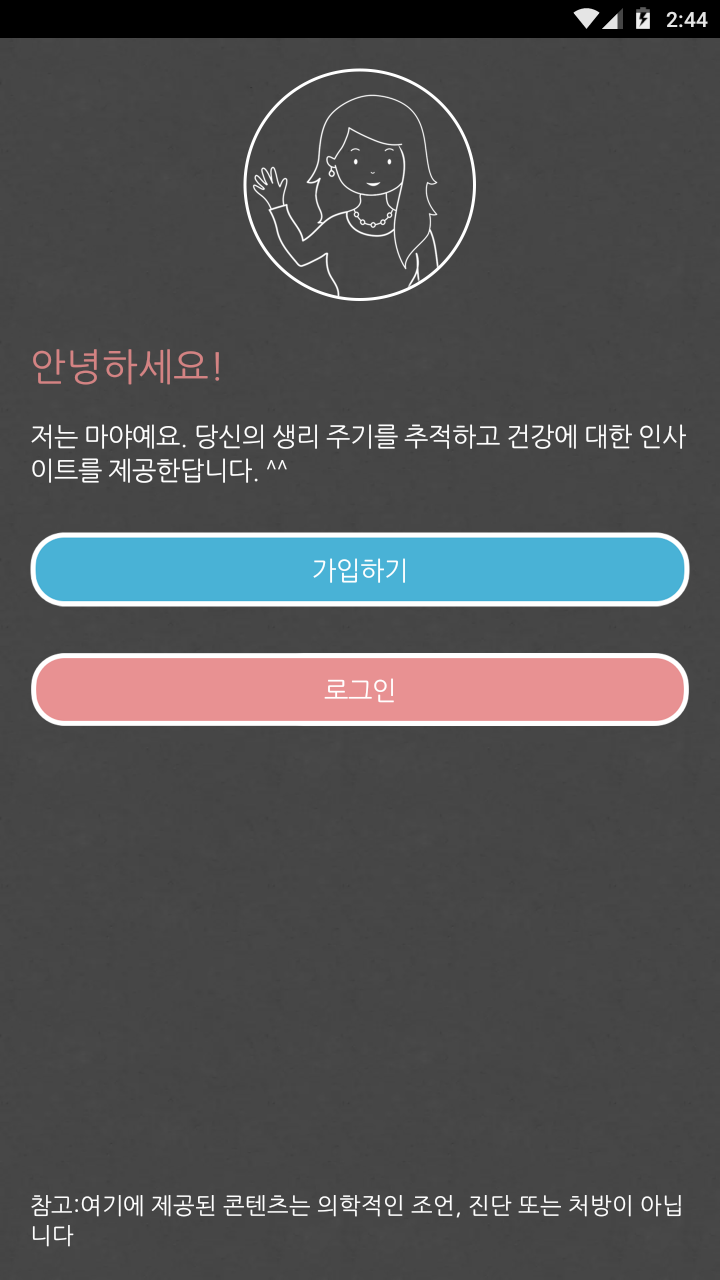 2:44
안녕하세요!
저는 마야예요. 당신의 생리 주기를 추적하고 건강에 대한 인사
이트를 제공한답니다. ^^
가입하기
로그인
참고:여기에 제공된 콘텐츠는 의학적인 조언, 진단 또는 처방이 아닙
니다